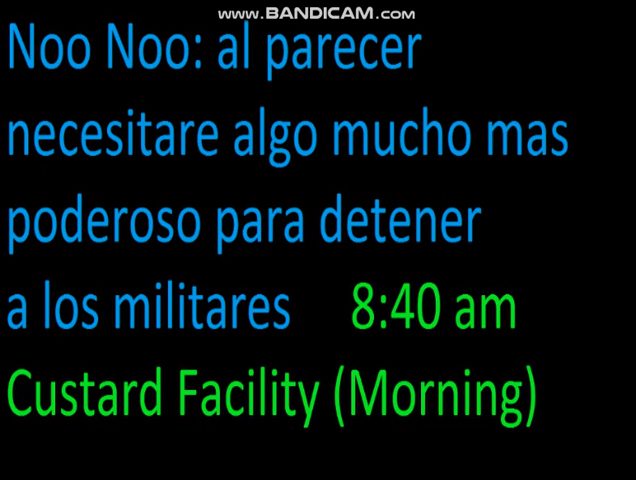 www.BANDICAM.com
Noo Noo: al parecer
necesitare algo mucho mas
poderoso para detener
a los militares 8:40 am
Custard Facility (Morning)